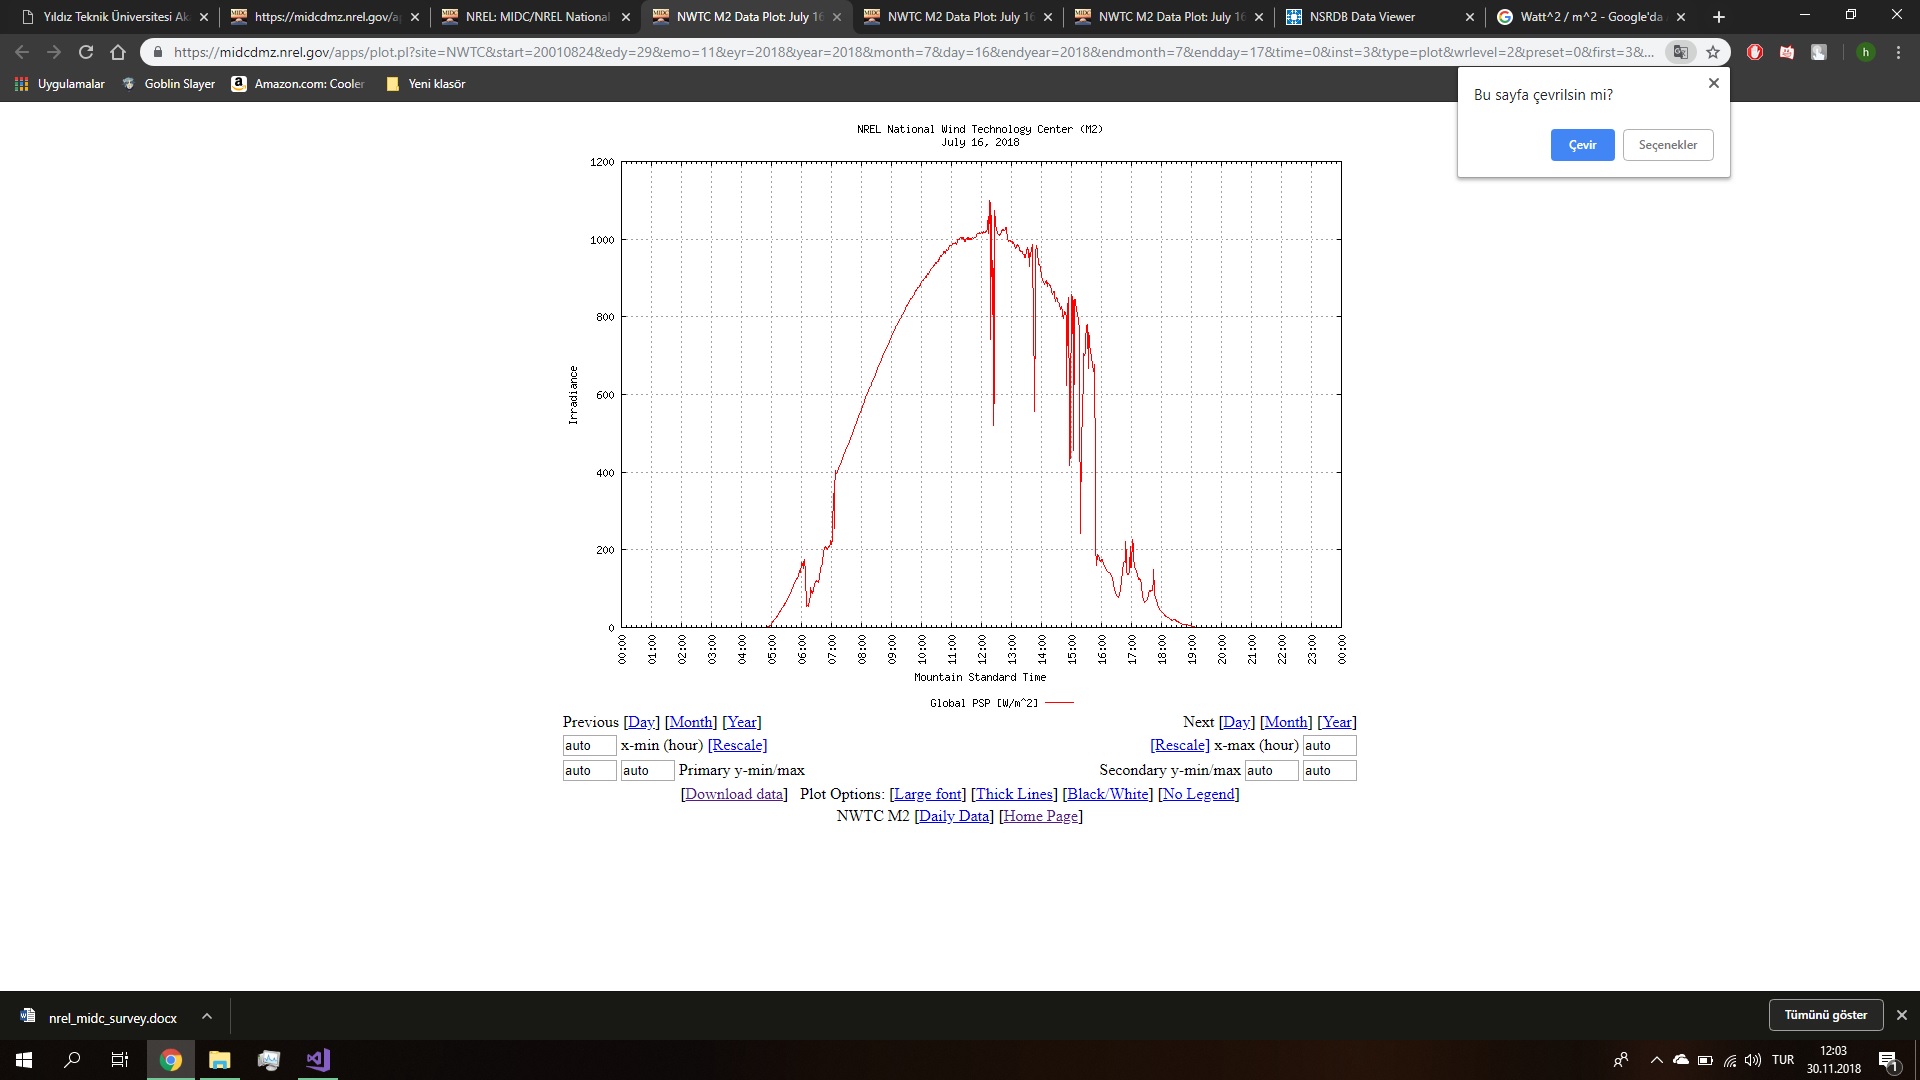 Yıldız Teknik Üniversitesi Ak
https://midcdmz.nrel.gov/a
NREL: MIDC/NREL National
NWTC M2 Data Plot: July 16
NWTC M2 Data Plot: July 16
NWTC M2 Data Plot: July 16
NSRDB Data Viewer
Watt^2 / m^2 - Google'da
https://midcdmz.nrel.gov/apps/plot.pl?site=NWTC&start=20010824&edy=29&emo=11&eyr=2018&year=2018&month=7&day=16&endyear=2018&endmonth=7&endday=17&time=0&inst=3&type=plot&wrlevel=2&preset=0&first=3&...
h
Uygulamalar
Goblin Slayer
Amazon.com: Cooler
Yeni klasör
Bu sayfa çevrilsin mi?
Çevir
Seçenekler
NREL National Wind Technology Center (M2)
July 16, 2018
1200
1000
800
600
400
200
0
Irradiance
00:00 01:00 02:00 03:00 04:00 05:00 06:00 07:00 08:00 09:00 10:00 11:00 12:00 13:00 14:00 15:00 16:00 17:00 18:00 19:00 20:00 21:00 22:00 23:00 00:00
Mountain Standard Time
Global PSP [W/m^2]
Previous [Day] [Month] [Year]
Next [Day] [Month] [Year]
auto x-min (hour) [Rescale]
[Rescale] x-max (hour) auto
auto auto Primary y-min/max
Secondary y-min/max auto auto
[Download data] Plot Options: [Large font] [Thick Lines] [Black/White] [No Legend]
NWTC M2 [Daily Data] [Home Page]
nrel_midc_survey.docx
Tümünü göster
TUR
12:03
30.11.2018
1